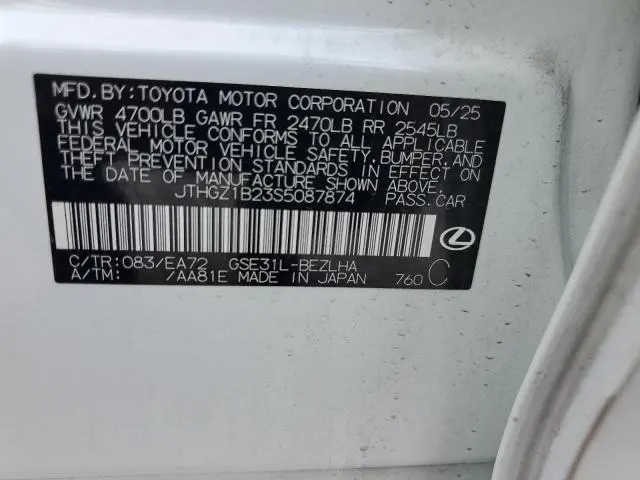 MFD. BY: TOYOTA MOTOR CORPORATION 05/25
GVWR 4700LB GAWR FR 2470LB RR 2545LB
THIS VEHICLE CONFORMS TO ALL APPLICABLE
FEDERAL MOTOR VEHICLE SAFETY, BUMPER, AND
THEFT PREVENTION STANDARDS IN EFFECT ON
THE DATE OF MANUFACTURE SHOWN ABOVE.
JTHGZ1B23S5087874 PASS.CAR
C/TR: 083/EA72 GSE31L-BEZLHA
A/TM: /AA81E MADE IN JAPAN 760 C